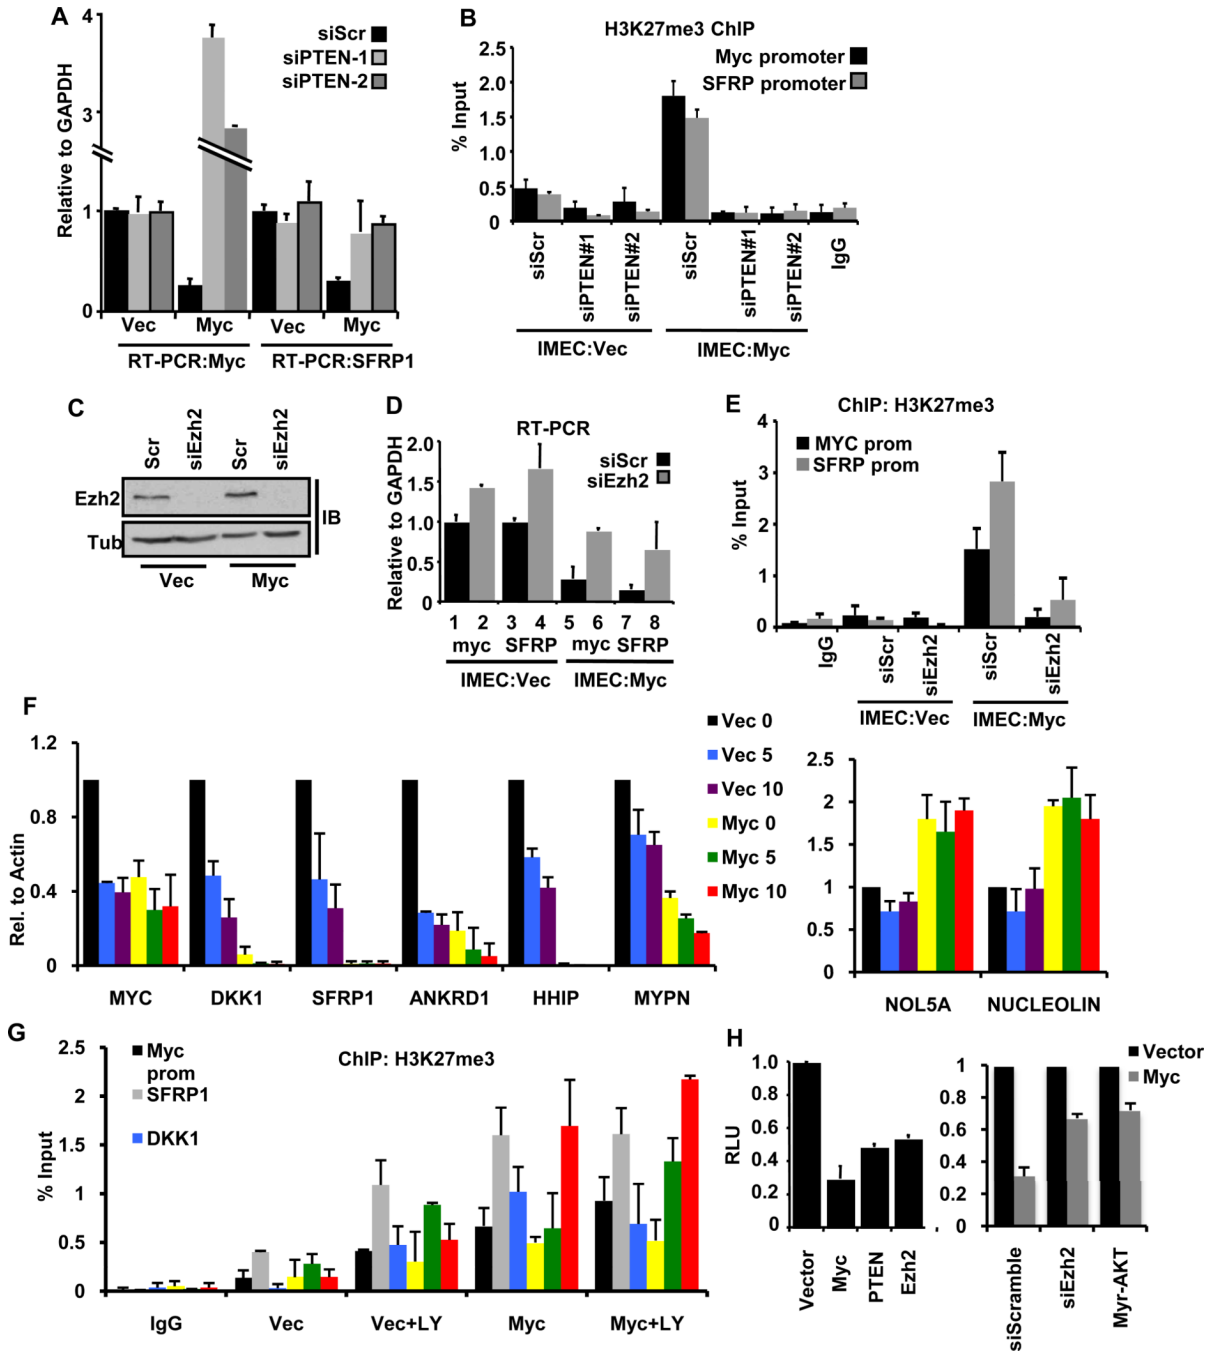 A
4
3
1
0
Relative to GAPDH
siScr
siPTEN-1
siPTEN-2
Vec
Myc
Vec
Myc
RT-PCR:Myc
RT-PCR:SFRP1
B
H3K27me3 ChIP
2.5
2.0
1.5
1.0
0.5
0
% Input
Myc promoter
SFRP promoter
siScr
siPTEN#1
siPTEN#2
siScr
siPTEN#1
siPTEN#2
IgG
IMEC:Vec
IMEC:Myc
C
Scr
siEzh2
Scr
siEzh2
Ezh2
Tub
IB
Vec
Myc
D
RT-PCR
2.0
1.5
1.0
0.5
0
Relative to GAPDH
siScr
siEzh2
1 2 3 4 5 6 7 8
myc SFRP myc SFRP
IMEC:Vec
IMEC:Myc
E
ChIP: H3K27me3
4
3
2
1
0
% Input
MYC prom
SFRP prom
IgG
siScr
siEzh2
siScr
siEzh2
IMEC:Vec
IMEC:Myc
F
1.2
0.8
0.4
0
Rel. to Actin
MYC
DKK1
SFRP1
ANKRD1
HHIP
MYPN
Vec 0
Vec 5
Vec 10
Myc 0
Myc 5
Myc 10
2.5
2
1.5
1
0.5
0
NOL5A
NUCLEOLIN
G
ChIP: H3K27me3
2.5
2
1.5
1
0.5
0
% Input
Myc
prom
SFRP1
DKK1
IgG
Vec
Vec+LY
Myc
Myc+LY
H
1.0
0.8
0.6
0.4
0.2
0
RLU
Vector
Myc
PTEN
Ezh2
1
0.8
0.6
0.4
0.2
0
Vector
Myc
siScramble
siEzh2
Myr-AKT